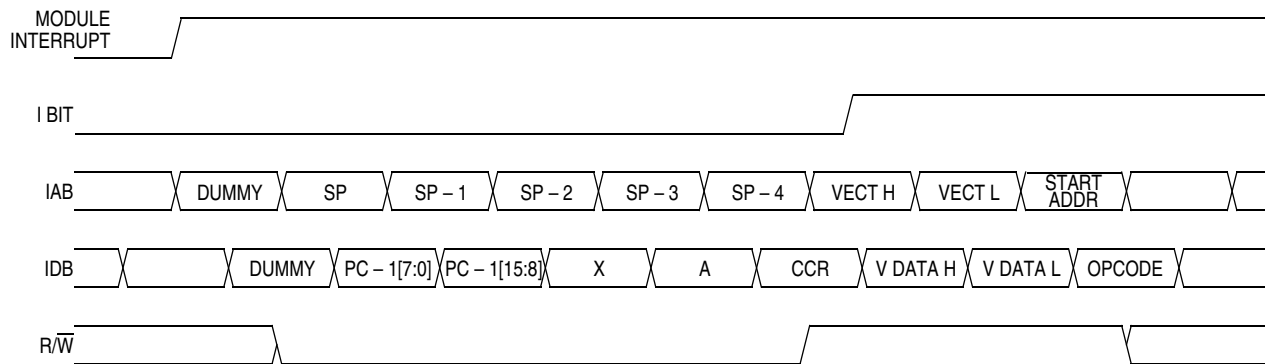 MODULE
INTERRUPT
I BIT
IAB DUMMY SP SP – 1 SP – 2 SP – 3 SP – 4 VECT H VECT L START
ADDR
IDB DUMMY PC – 1[7:0] PC – 1[15:8] X A CCR V DATA H V DATA L OPCODE
R/W̅